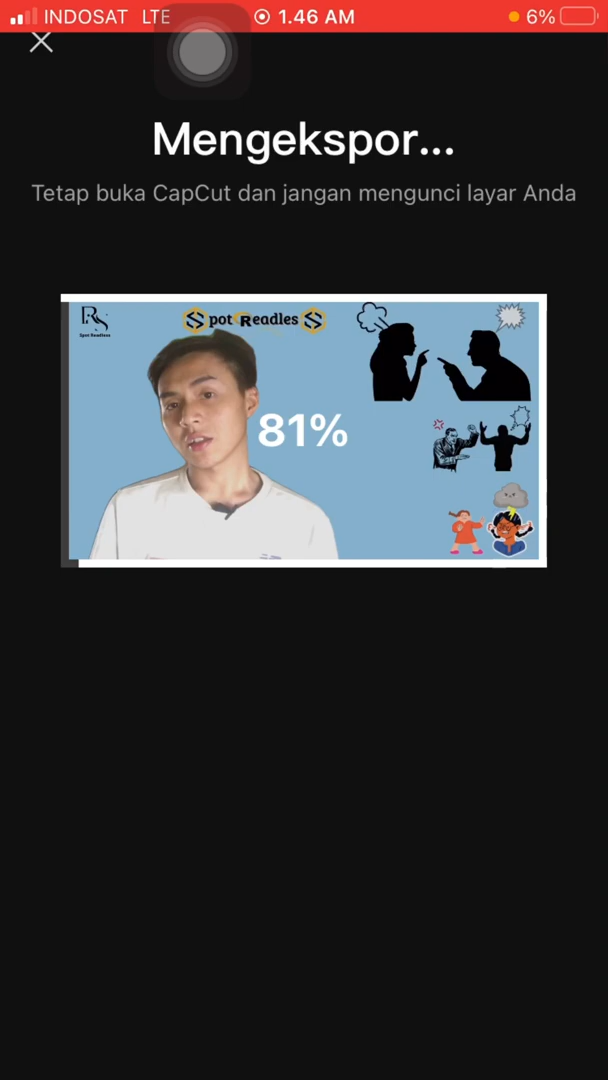 INDOSAT LTE 1.46 AM 6%
Mengekspor...
Tetap buka CapCut dan jangan mengunci layar Anda
RS
Spot Readless
Spot Readles S
81%